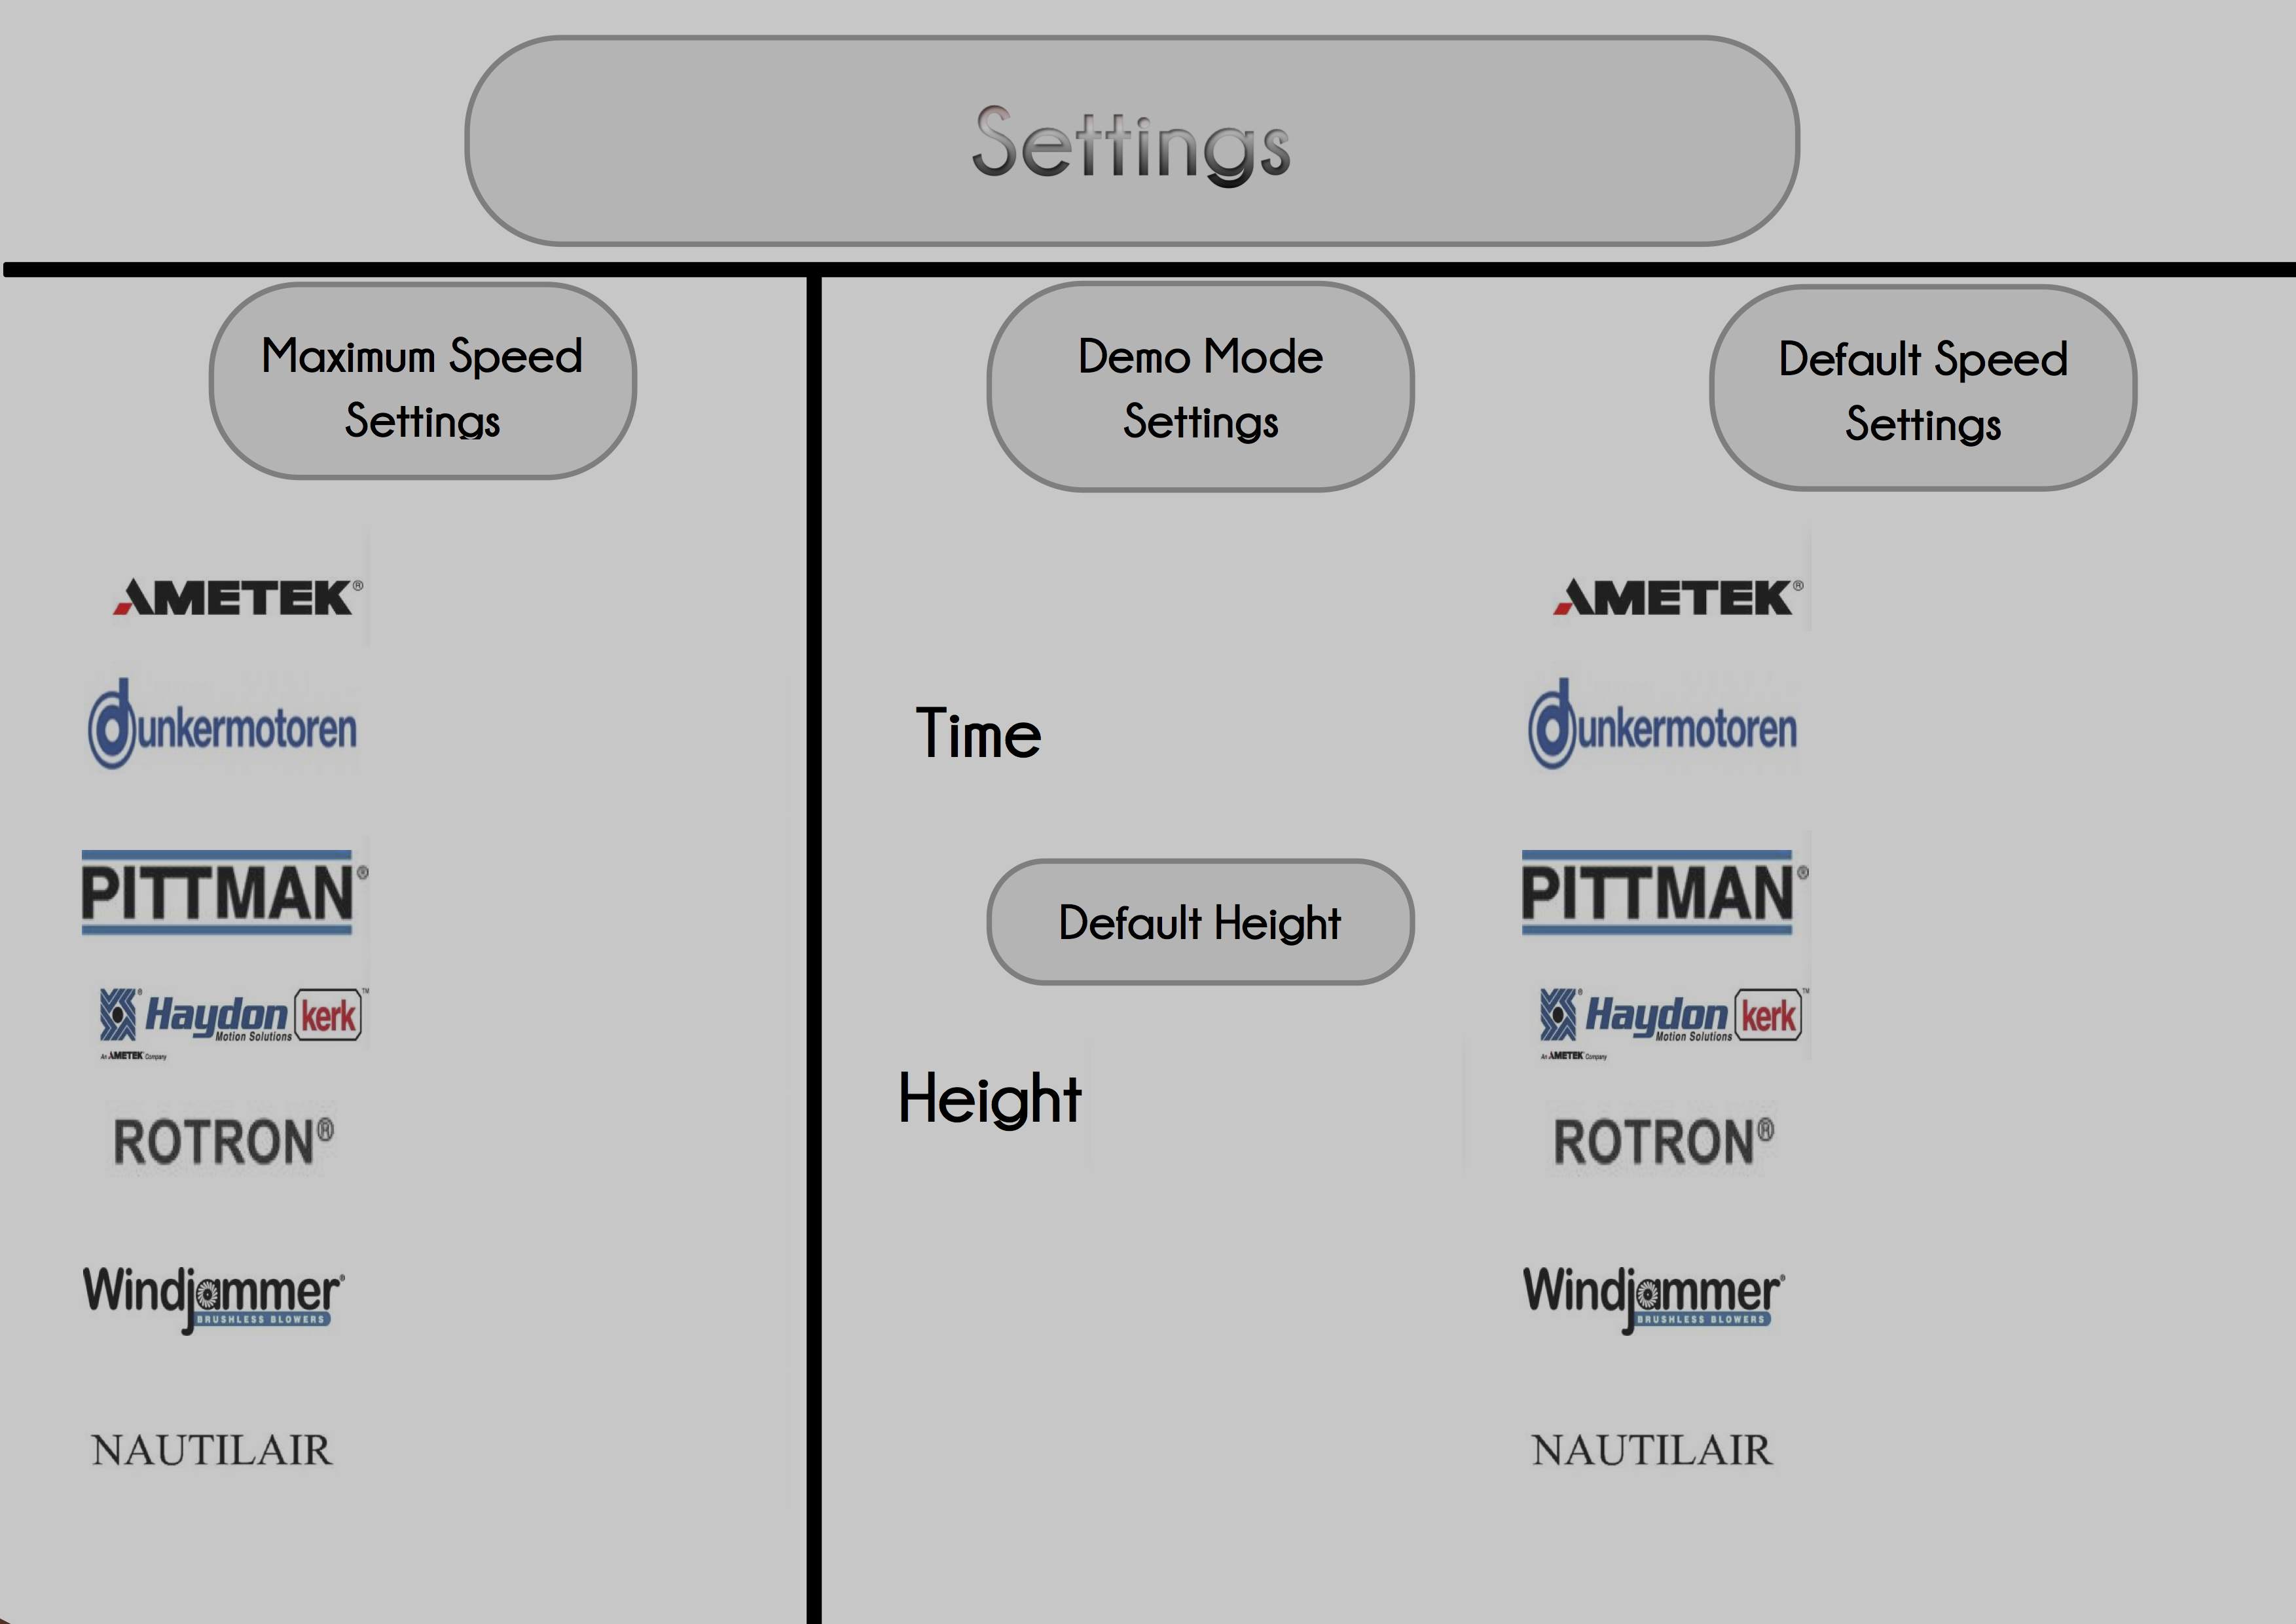 Settings
Maximum Speed
Settings
AMETEK®
dunkermotoren
PITTMAN®
® Haydon kerk™
Motion Solutions
An AMETEK Company
ROTRON®
Windjammer®
BRUSHLESS BLOWERS
NAUTILAIR
Demo Mode
Settings
Time
Default Height
Height
Default Speed
Settings
AMETEK®
dunkermotoren
PITTMAN®
® Haydon kerk™
Motion Solutions
An AMETEK Company
ROTRON®
Windjammer®
BRUSHLESS BLOWERS
NAUTILAIR